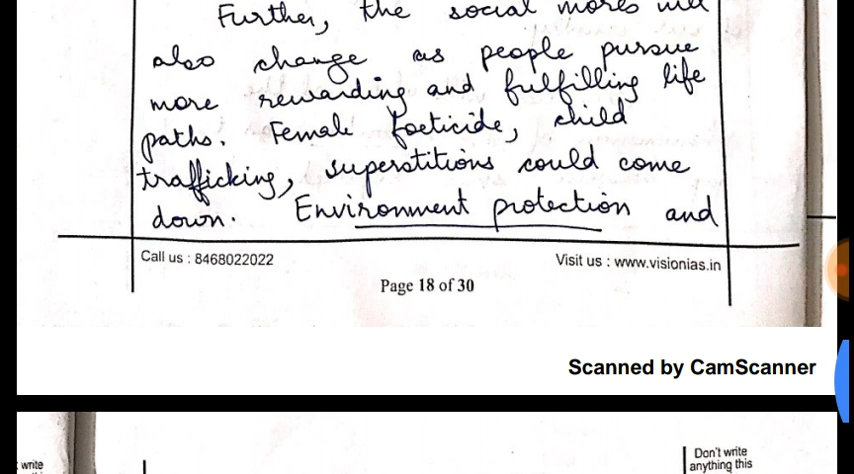 Further, the social mores will
also change as people pursue
more rewarding and fulfilling life
paths. Female foeticide, child
trafficking, superstitions could come
down. Environment protection and
Call us : 8468022022
Visit us : www.visionias.in
Page 18 of 30
Scanned by CamScanner
write
Don't write
anything this